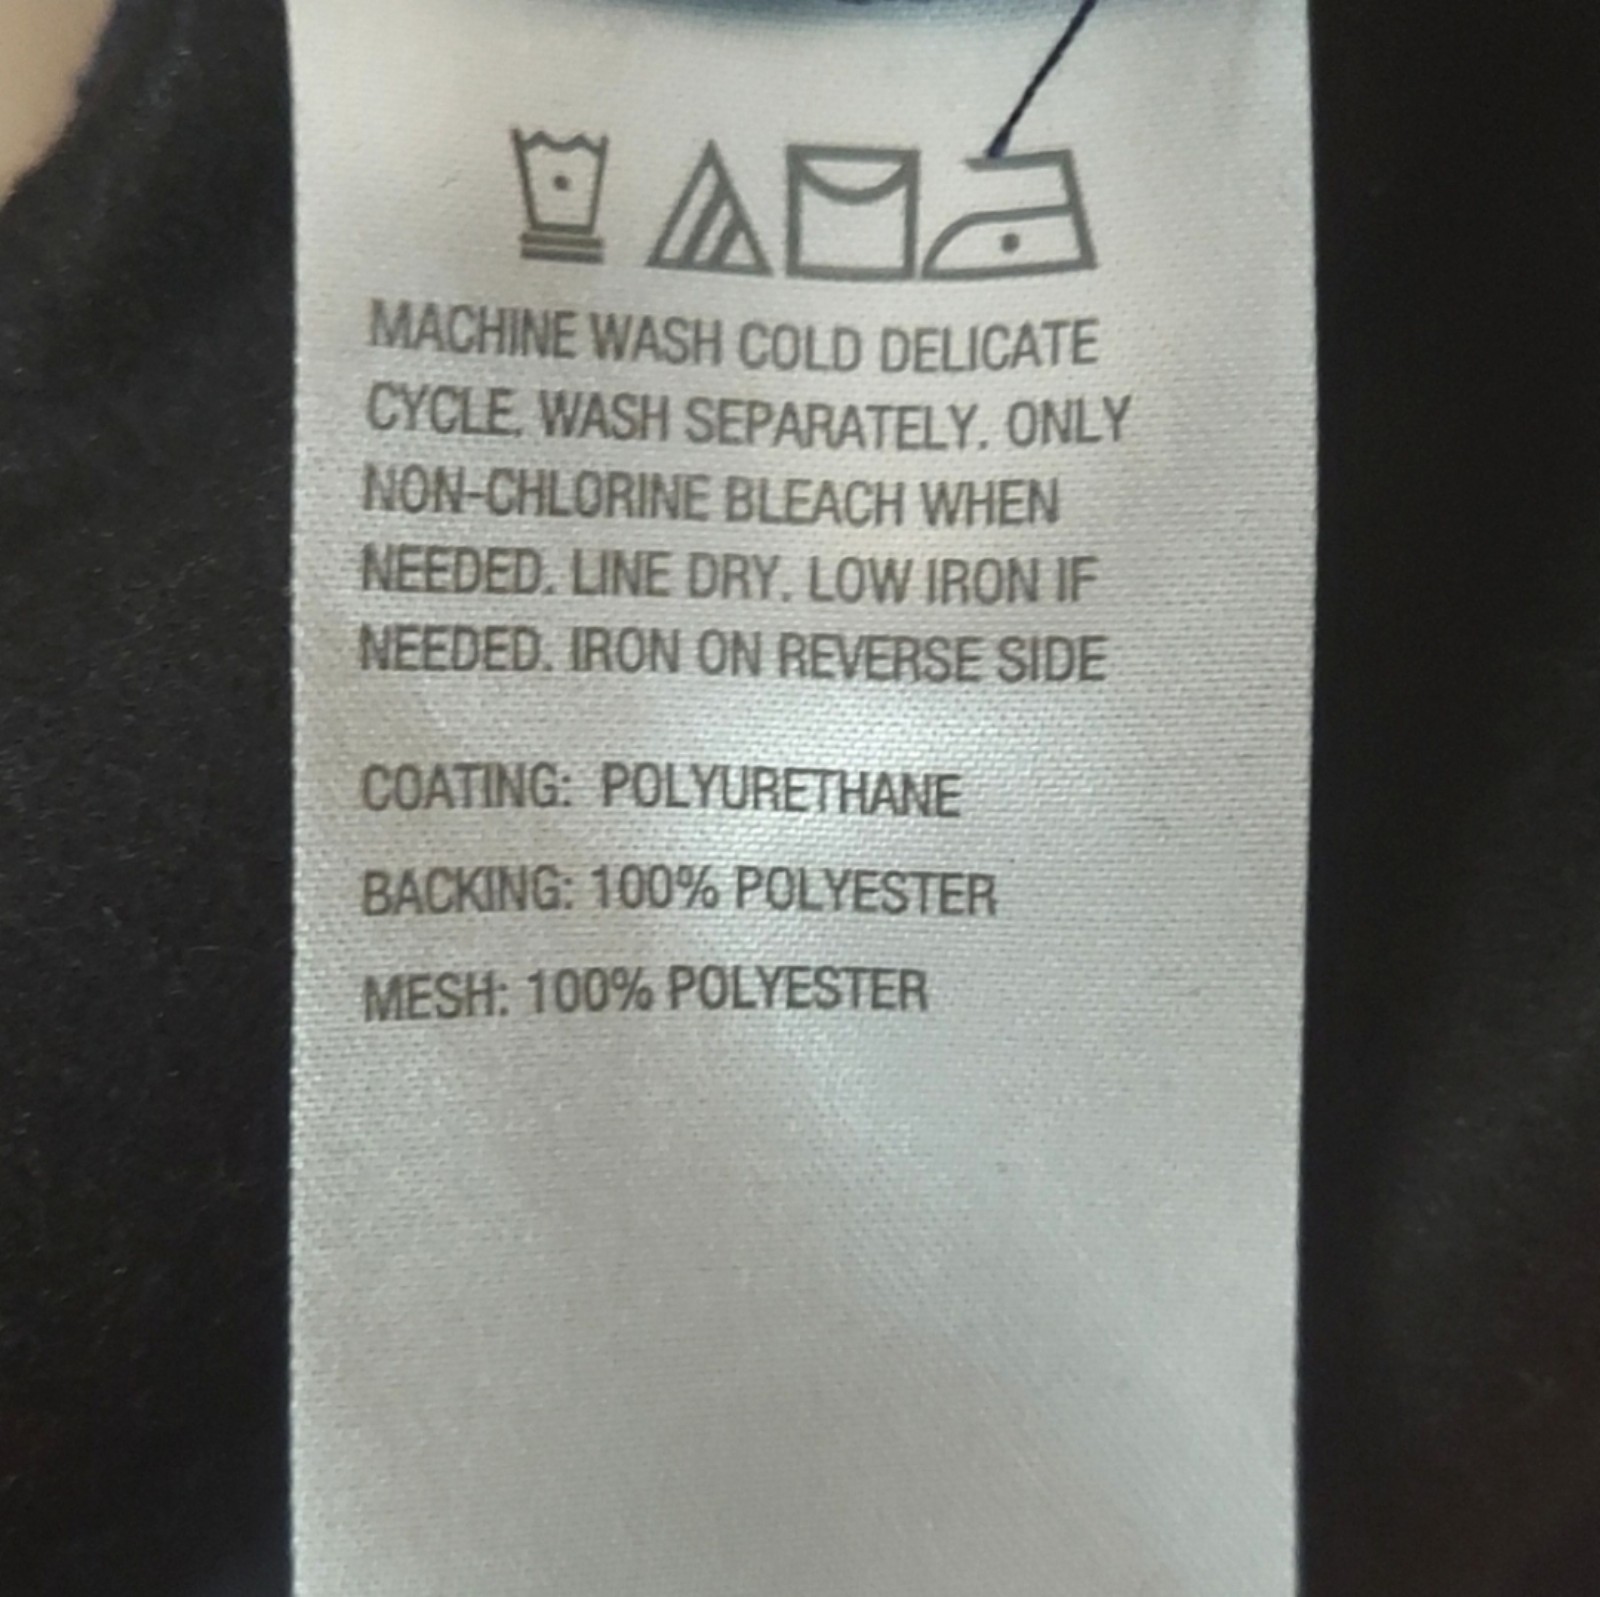 MACHINE WASH COLD DELICATE
CYCLE. WASH SEPARATELY. ONLY
NON-CHLORINE BLEACH WHEN
NEEDED. LINE DRY. LOW IRON IF
NEEDED. IRON ON REVERSE SIDE
COATING: POLYURETHANE
BACKING: 100% POLYESTER
MESH: 100% POLYESTER